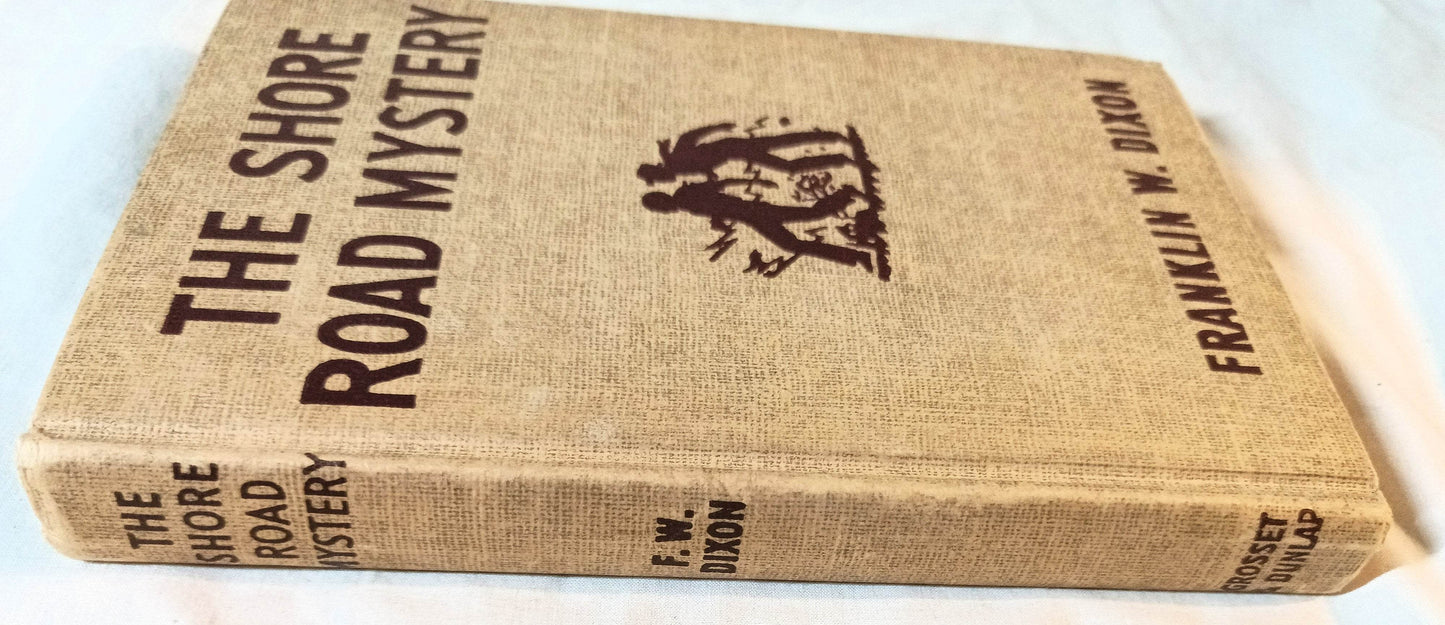 THE SHORE
ROAD MYSTERY
FRANKLIN W. DIXON
THE
SHORE
ROAD
MYSTERY
F. W.
DIXON
GROSSET
& DUNLAP